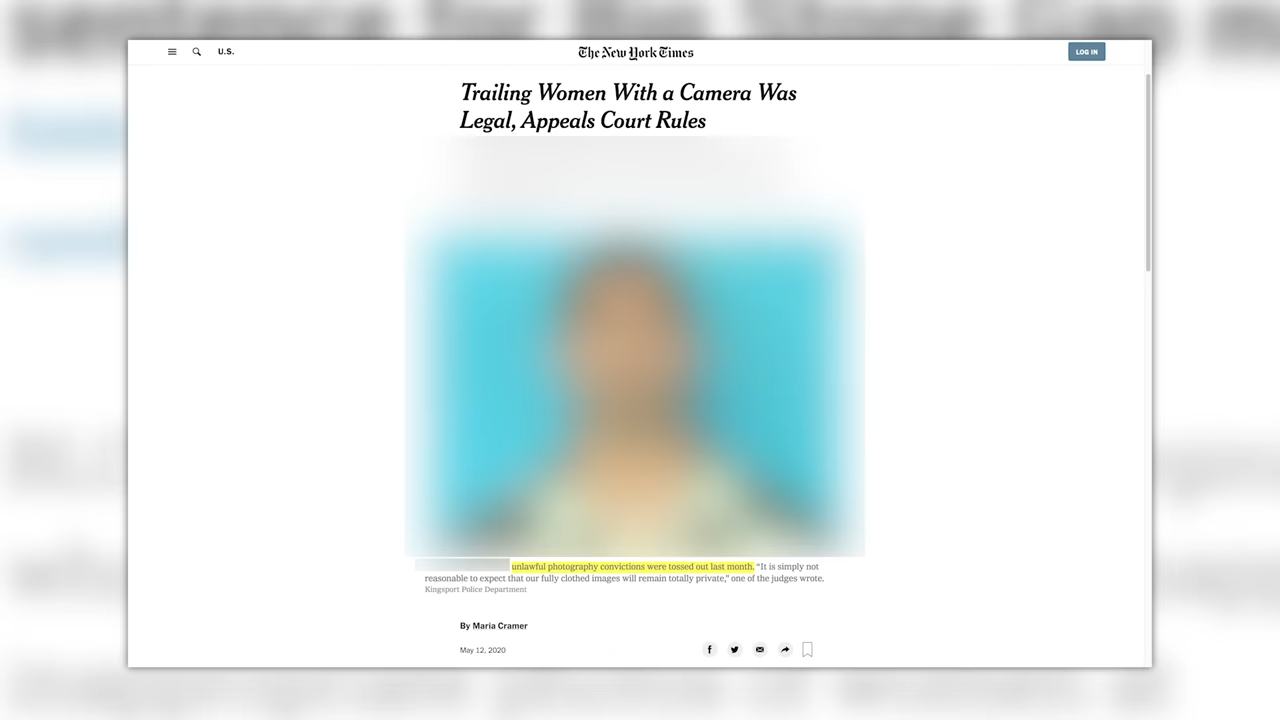 U.S.
The New York Times
LOG IN
Trailing Women With a Camera Was
Legal, Appeals Court Rules
unlawful photography convictions were tossed out last month. “It is simply not
reasonable to expect that our fully clothed images will remain totally private,” one of the judges wrote.
Kingsport Police Department
By Maria Cramer
May 12, 2020